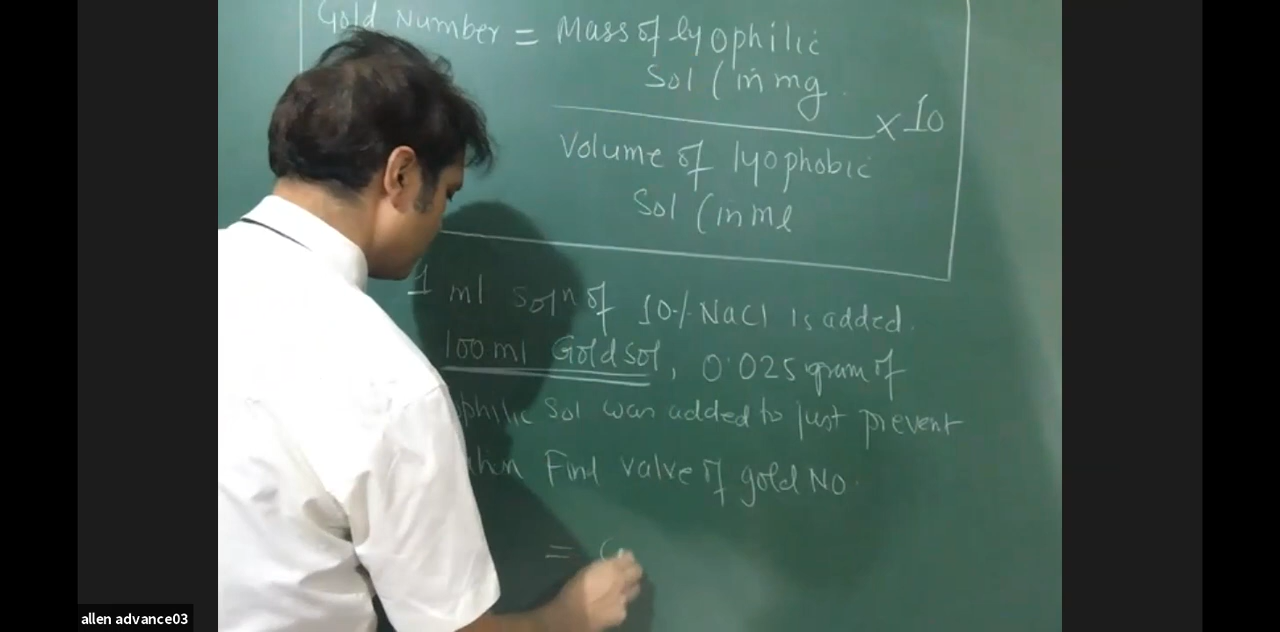 Gold Number = Mass of lyophilic
Sol (in mg
× 10
Volume of lyophobic
Sol (in ml
1 ml soln of 10% NaCl is added.
100 ml Gold Sol, 0.025 gram of
philic Sol was added to just prevent
Find valve of gold No.
=
allen advance03